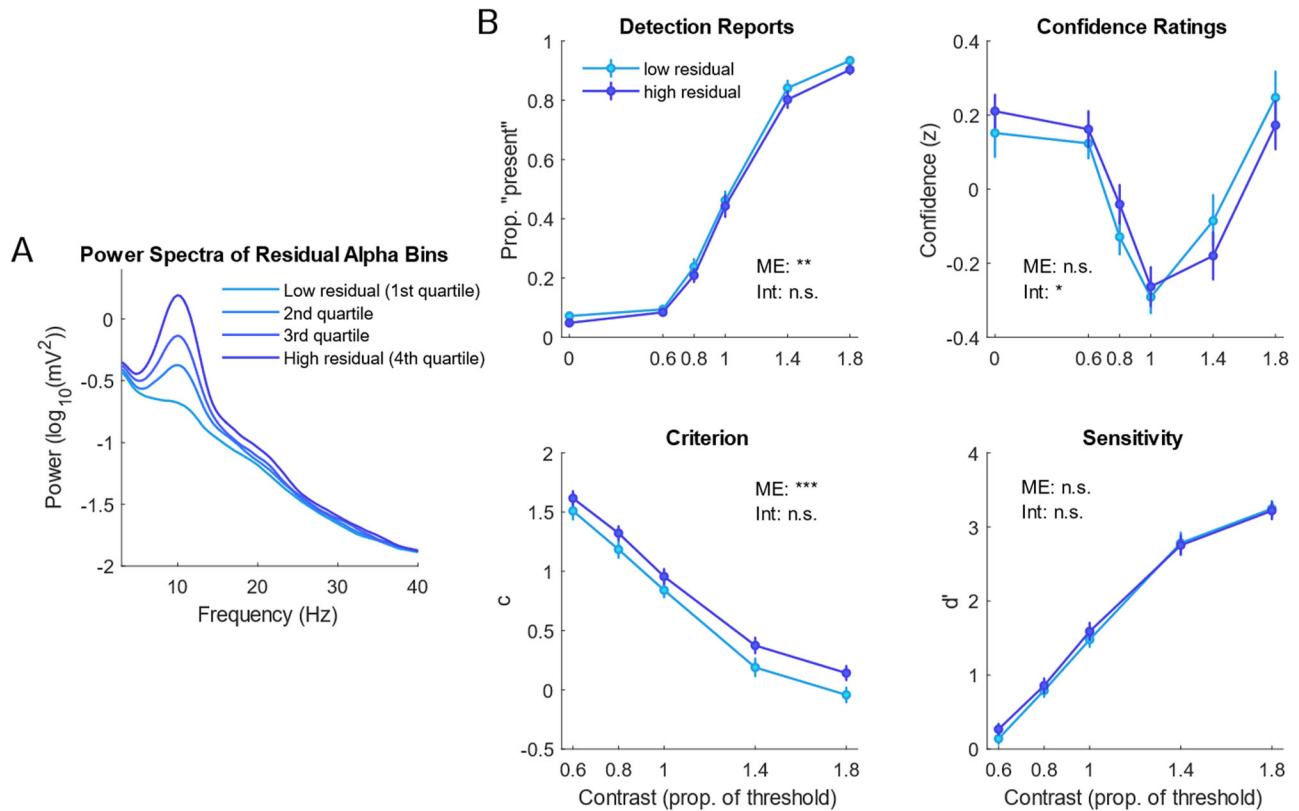 A
Power Spectra of Residual Alpha Bins
Low residual (1st quartile)
2nd quartile
3rd quartile
High residual (4th quartile)
0
-0.5
-1
-1.5
-2
10
20
30
40
Power (log10(mV²))
Frequency (Hz)
B
Detection Reports
low residual
high residual
1
0.8
0.6
0.4
0.2
0
0
0.6
0.8
1
1.4
1.8
Prop. "present"
ME: **
Int: n.s.
Confidence Ratings
0.4
0.2
0
-0.2
-0.4
0
0.6
0.8
1
1.4
1.8
Confidence (z)
ME: n.s.
Int: *
Criterion
2
1.5
1
0.5
0
-0.5
0.6
0.8
1
1.4
1.8
c
ME: ***
Int: n.s.
Contrast (prop. of threshold)
Sensitivity
4
3
2
1
0
0.6
0.8
1
1.4
1.8
d'
ME: n.s.
Int: n.s.
Contrast (prop. of threshold)